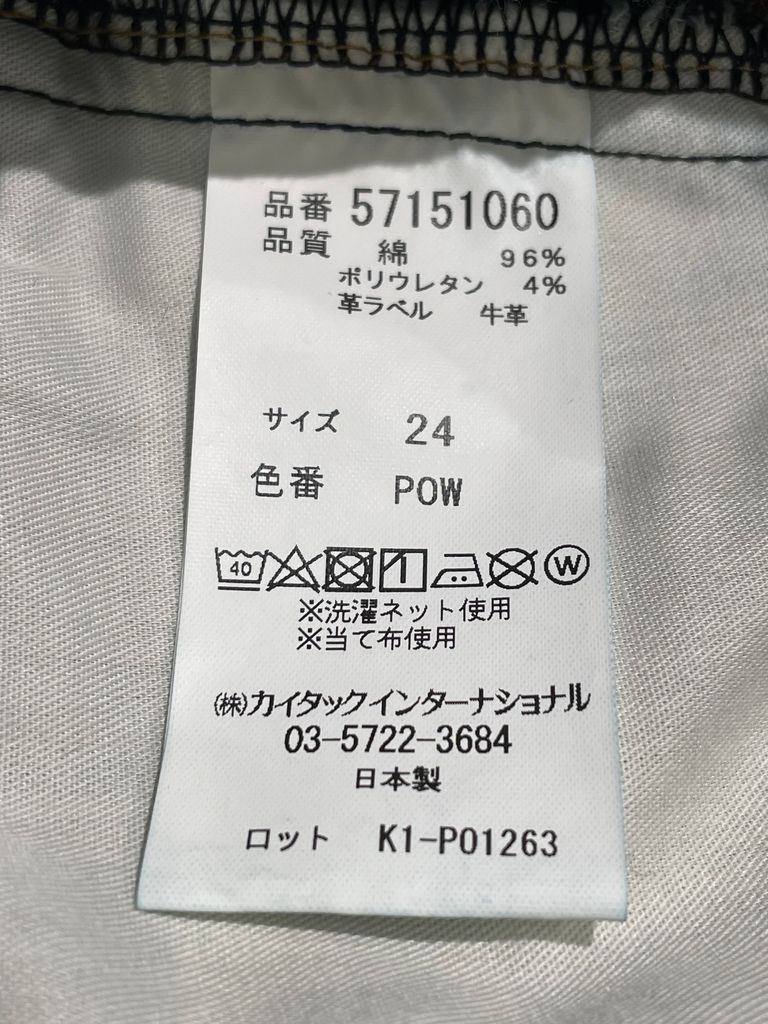 品番 57151060
品質 綿 96%
ポリウレタン 4%
革ラベル 牛革
サイズ 24
色番 POW
40 W
※洗濯ネット使用
※当て布使用
㈱カイタックインターナショナル
03-5722-3684
日本製
ロット K1-P01263